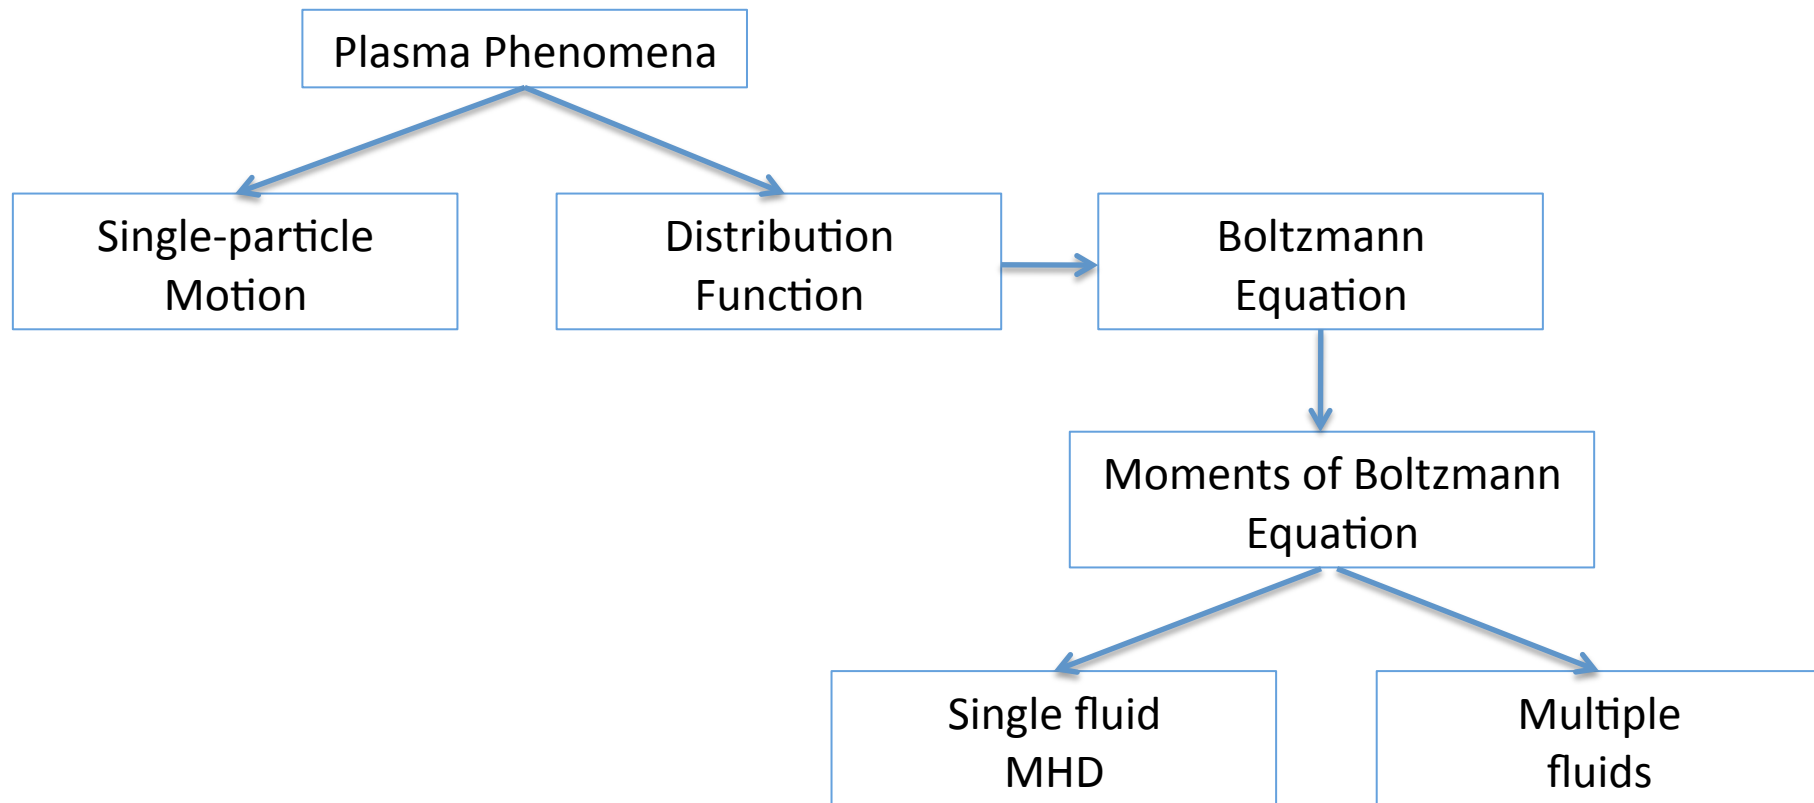 Plasma Phenomena
Single-particle
Motion
Distribution
Function
Boltzmann
Equation
Moments of Boltzmann
Equation
Single fluid
MHD
Multiple
fluids